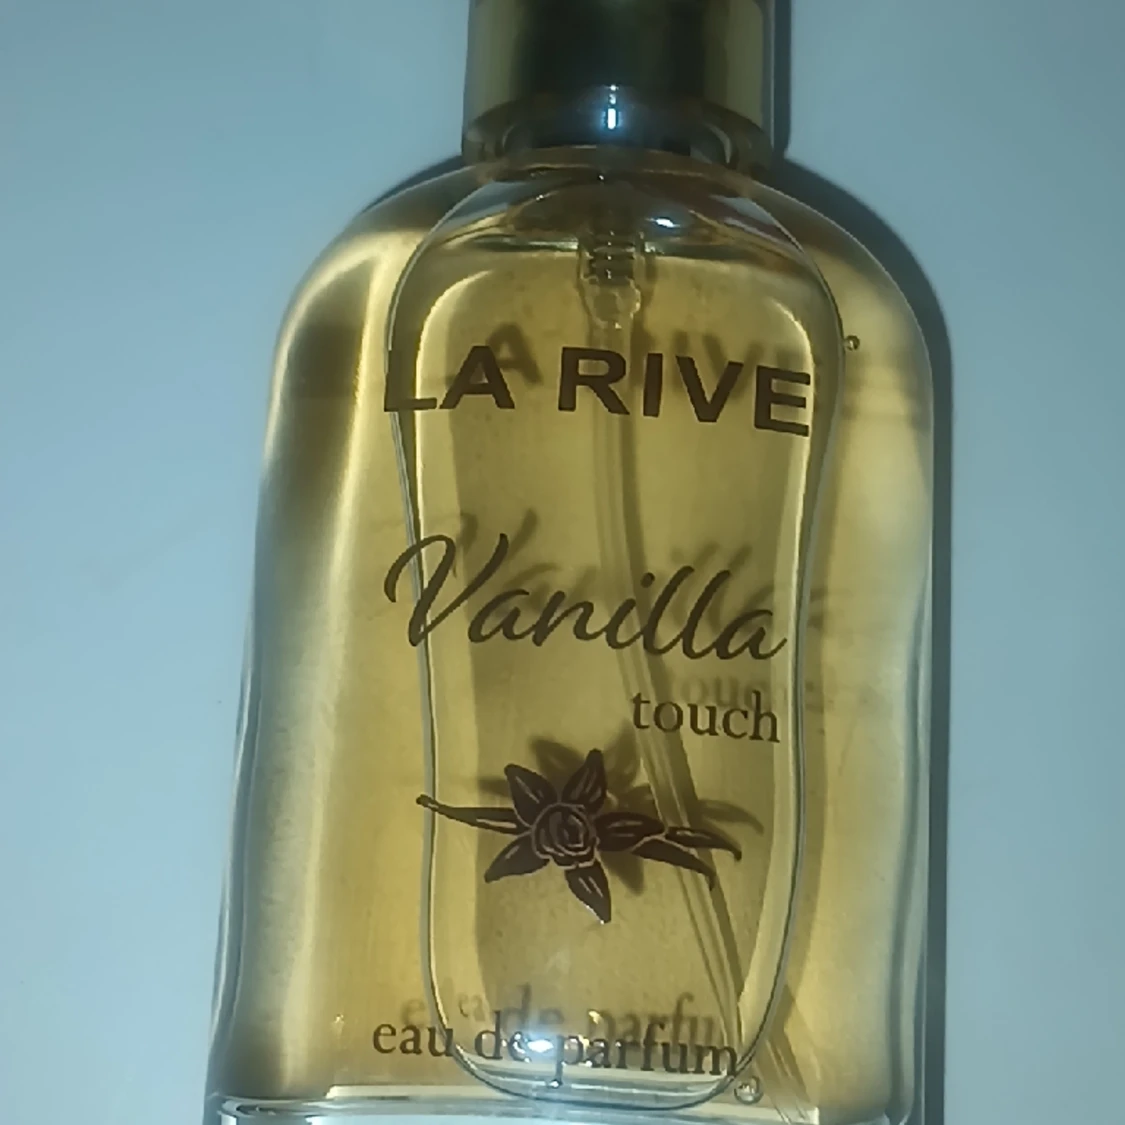 LA RIVE
Vanilla
touch
eau de parfum